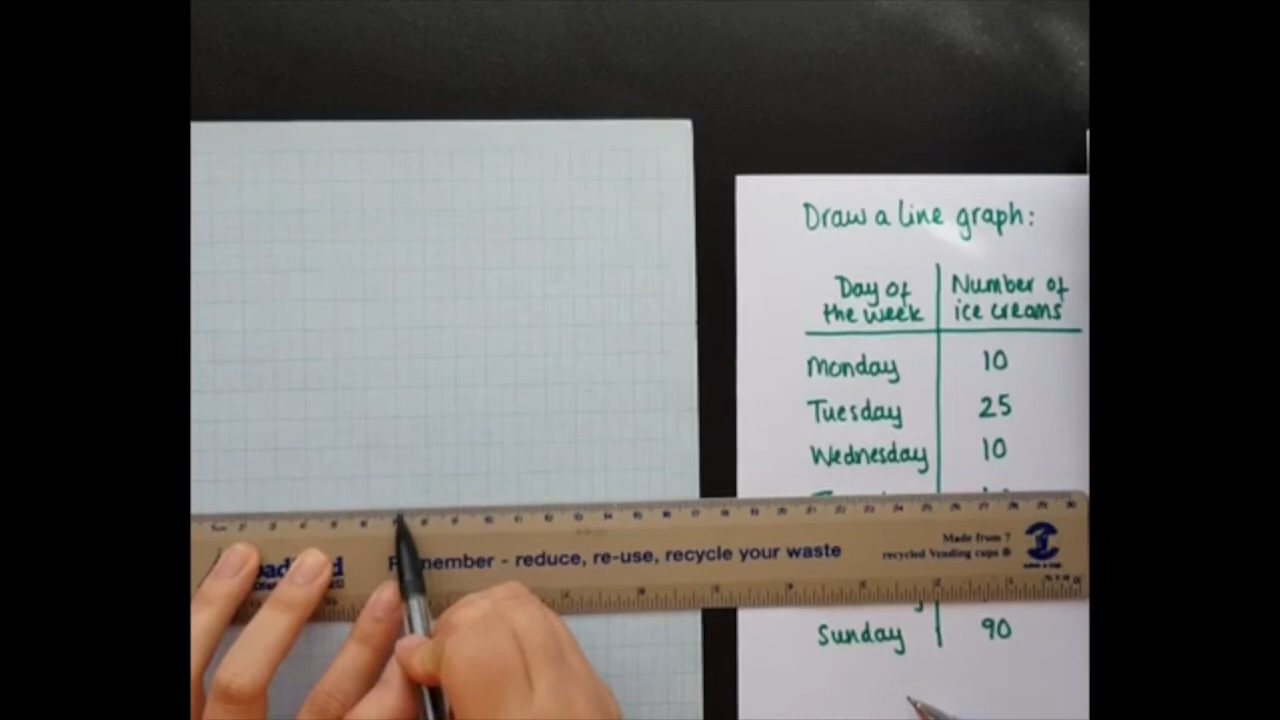 Draw a line graph:
Day of the week
Number of ice creams
Monday 10
Tuesday 25
Wednesday 10
Remember - reduce, re-use, recycle your waste
Made from 7
recycled Vending cups ®
Sunday 90